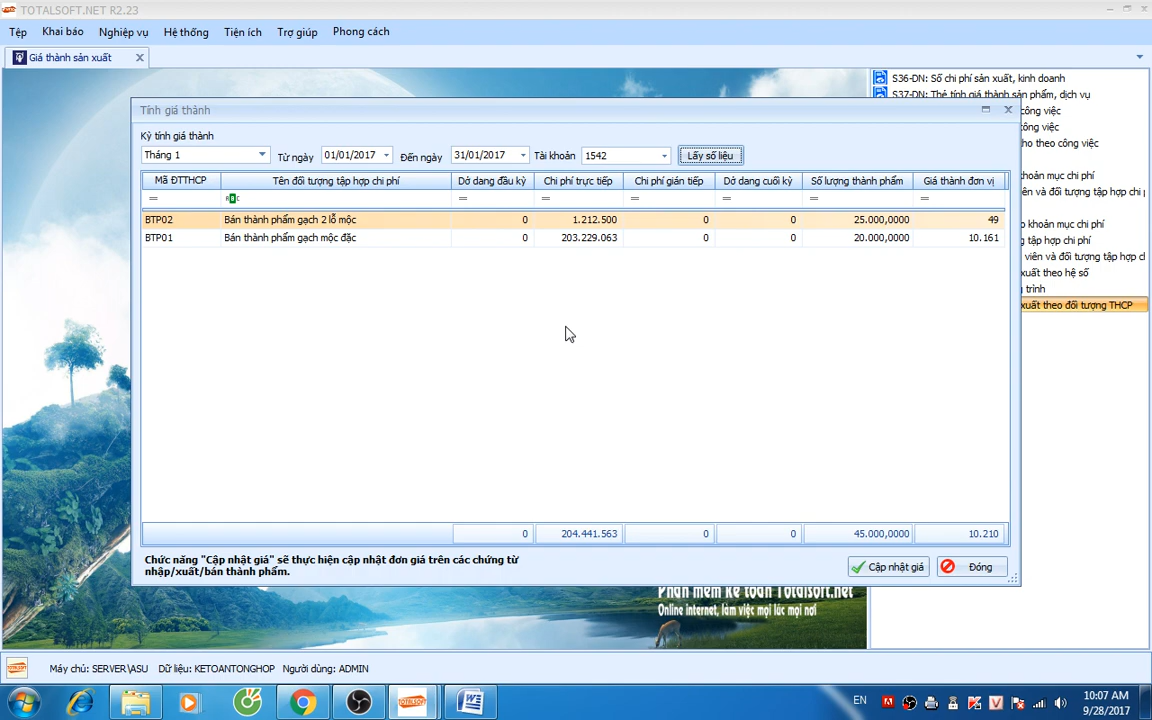 TOTALSOFT.NET R2.23
Tệp Khai báo Nghiệp vụ Hệ thống Tiện ích Trợ giúp Phong cách
Giá thành sản xuất
S36-DN: Sổ chi phí sản xuất, kinh doanh
S37-DN: Thẻ tính giá thành sản phẩm, dịch vụ
công việc
công việc
ho theo công việc
khoản mục chi phí
ên và đối tượng tập hợp chi
o khoản mục chi phí
g tập hợp chi phí
viên và đối tượng tập hợp c
xuất theo hệ số
trình
xuất theo đối tượng THCP
Tính giá thành
Kỳ tính giá thành
Tháng 1 Từ ngày 01/01/2017 Đến ngày 31/01/2017 Tài khoản 1542 Lấy số liệu
Mã ĐTTHCP Tên đối tượng tập hợp chi phí Dở dang đầu kỳ Chi phí trực tiếp Chi phí gián tiếp Dở dang cuối kỳ Số lượng thành phẩm Giá thành đơn vị
= ABC = = = = = =
BTP02 Bán thành phẩm gạch 2 lỗ mộc 0 1.212.500 0 0 25.000,0000 49
BTP01 Bán thành phẩm gạch mộc đặc 0 203.229.063 0 0 20.000,0000 10.161
0 204.441.563 0 0 45.000,0000 10.210
Chức năng "Cập nhật giá" sẽ thực hiện cập nhật đơn giá trên các chứng từ
nhập/xuất/bán thành phẩm.
Cập nhật giá Đóng
Phần mềm kế toán Totalsoft.net
Online internet, làm việc mọi lúc mọi nơi
TOTALSOFT Máy chủ: SERVER\ASU Dữ liệu: KETOANTONGHOP Người dùng: ADMIN
TOTALSOFT
EN
10:07 AM
9/28/2017